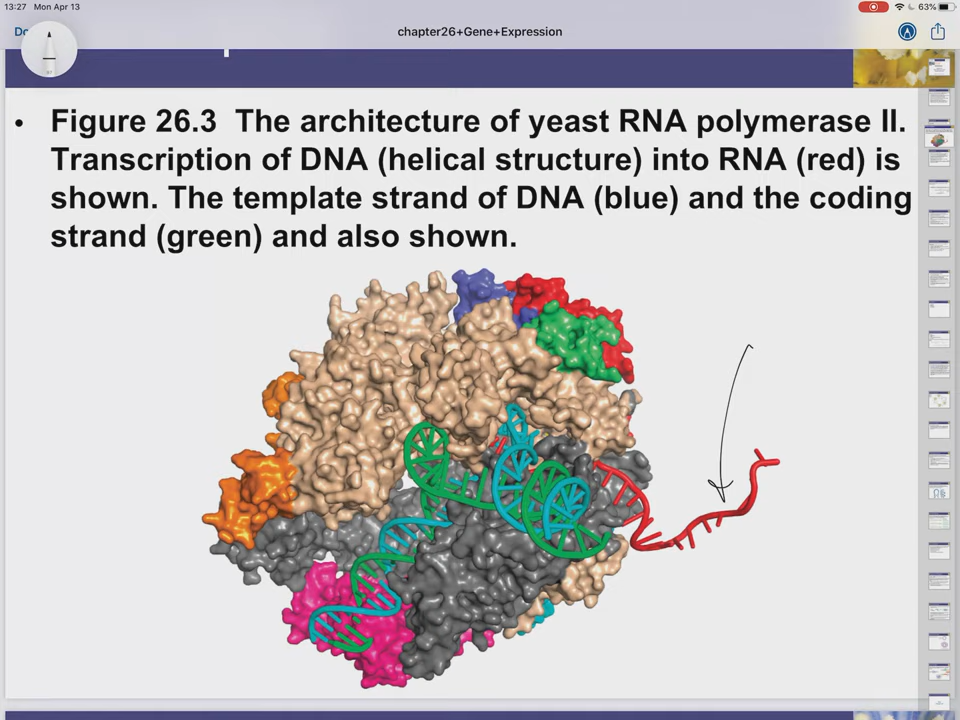 13:27 Mon Apr 13
63%
chapter26+Gene+Expression
• Figure 26.3 The architecture of yeast RNA polymerase II.
Transcription of DNA (helical structure) into RNA (red) is
shown. The template strand of DNA (blue) and the coding
strand (green) and also shown.